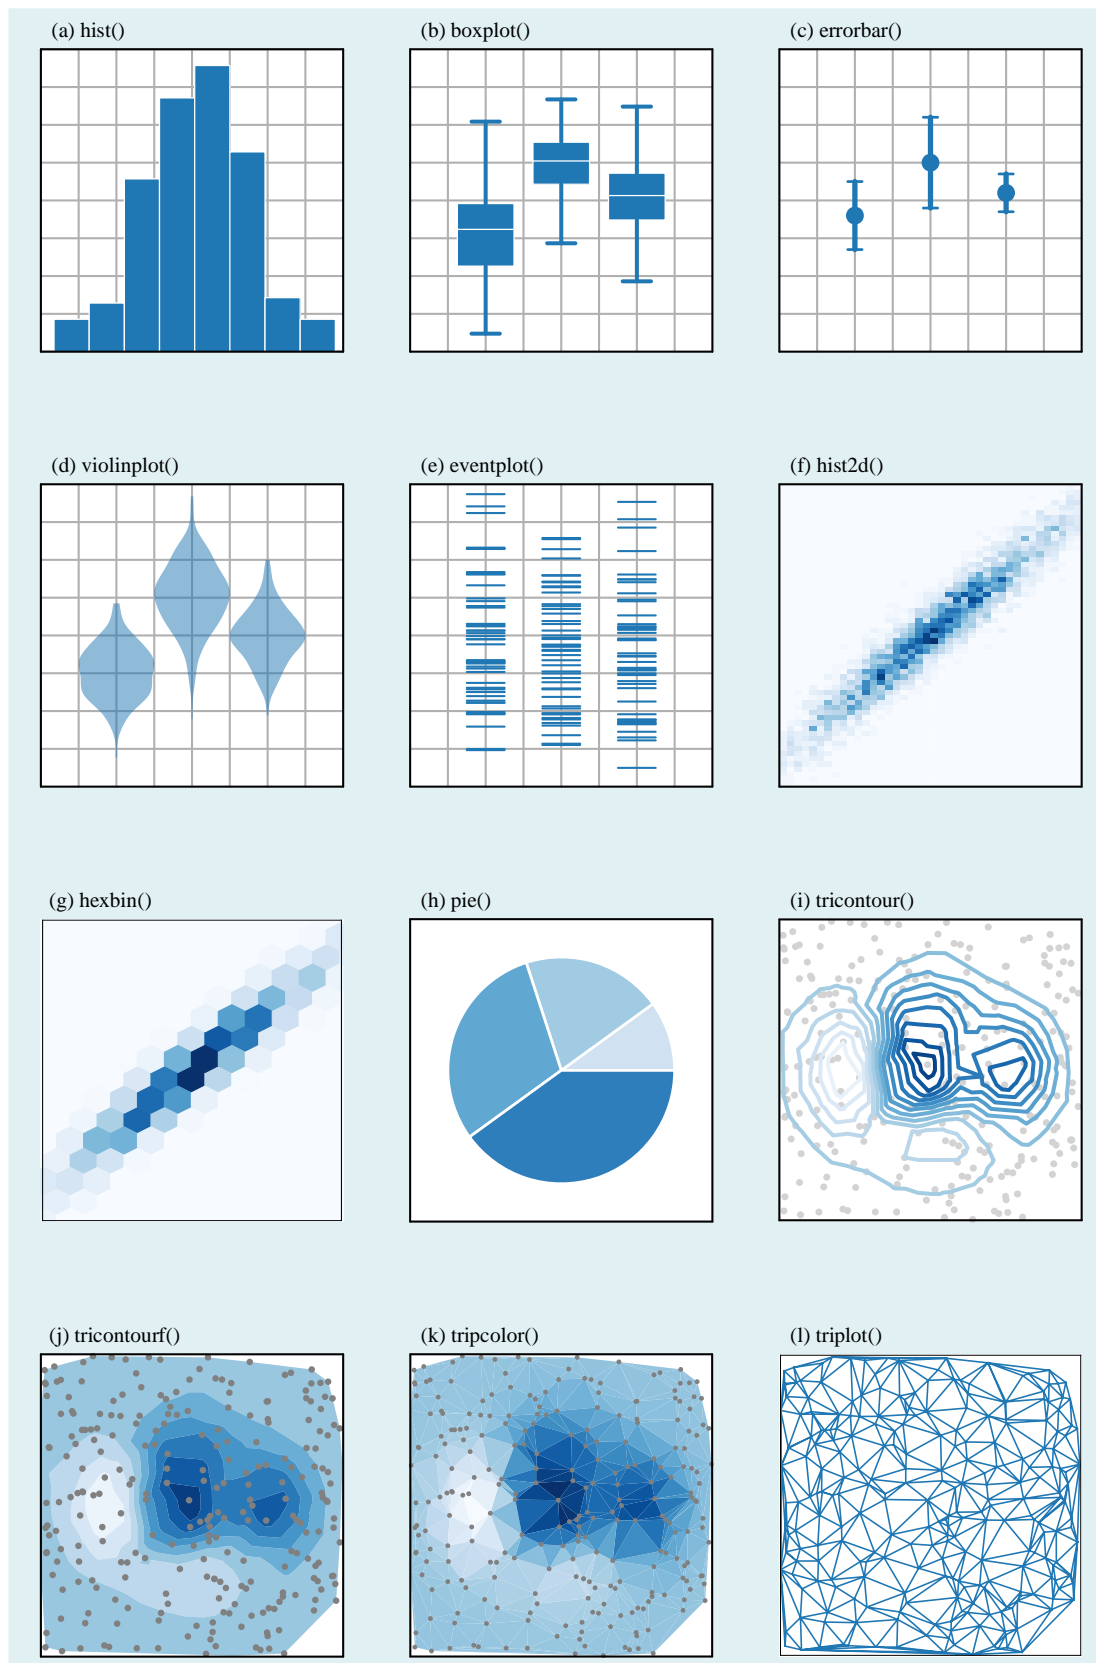 (a) hist()
(b) boxplot()
(c) errorbar()
(d) violinplot()
(e) eventplot()
(f) hist2d()
(g) hexbin()
(h) pie()
(i) tricontour()
(j) tricontourf()
(k) tripcolor()
(l) triplot()